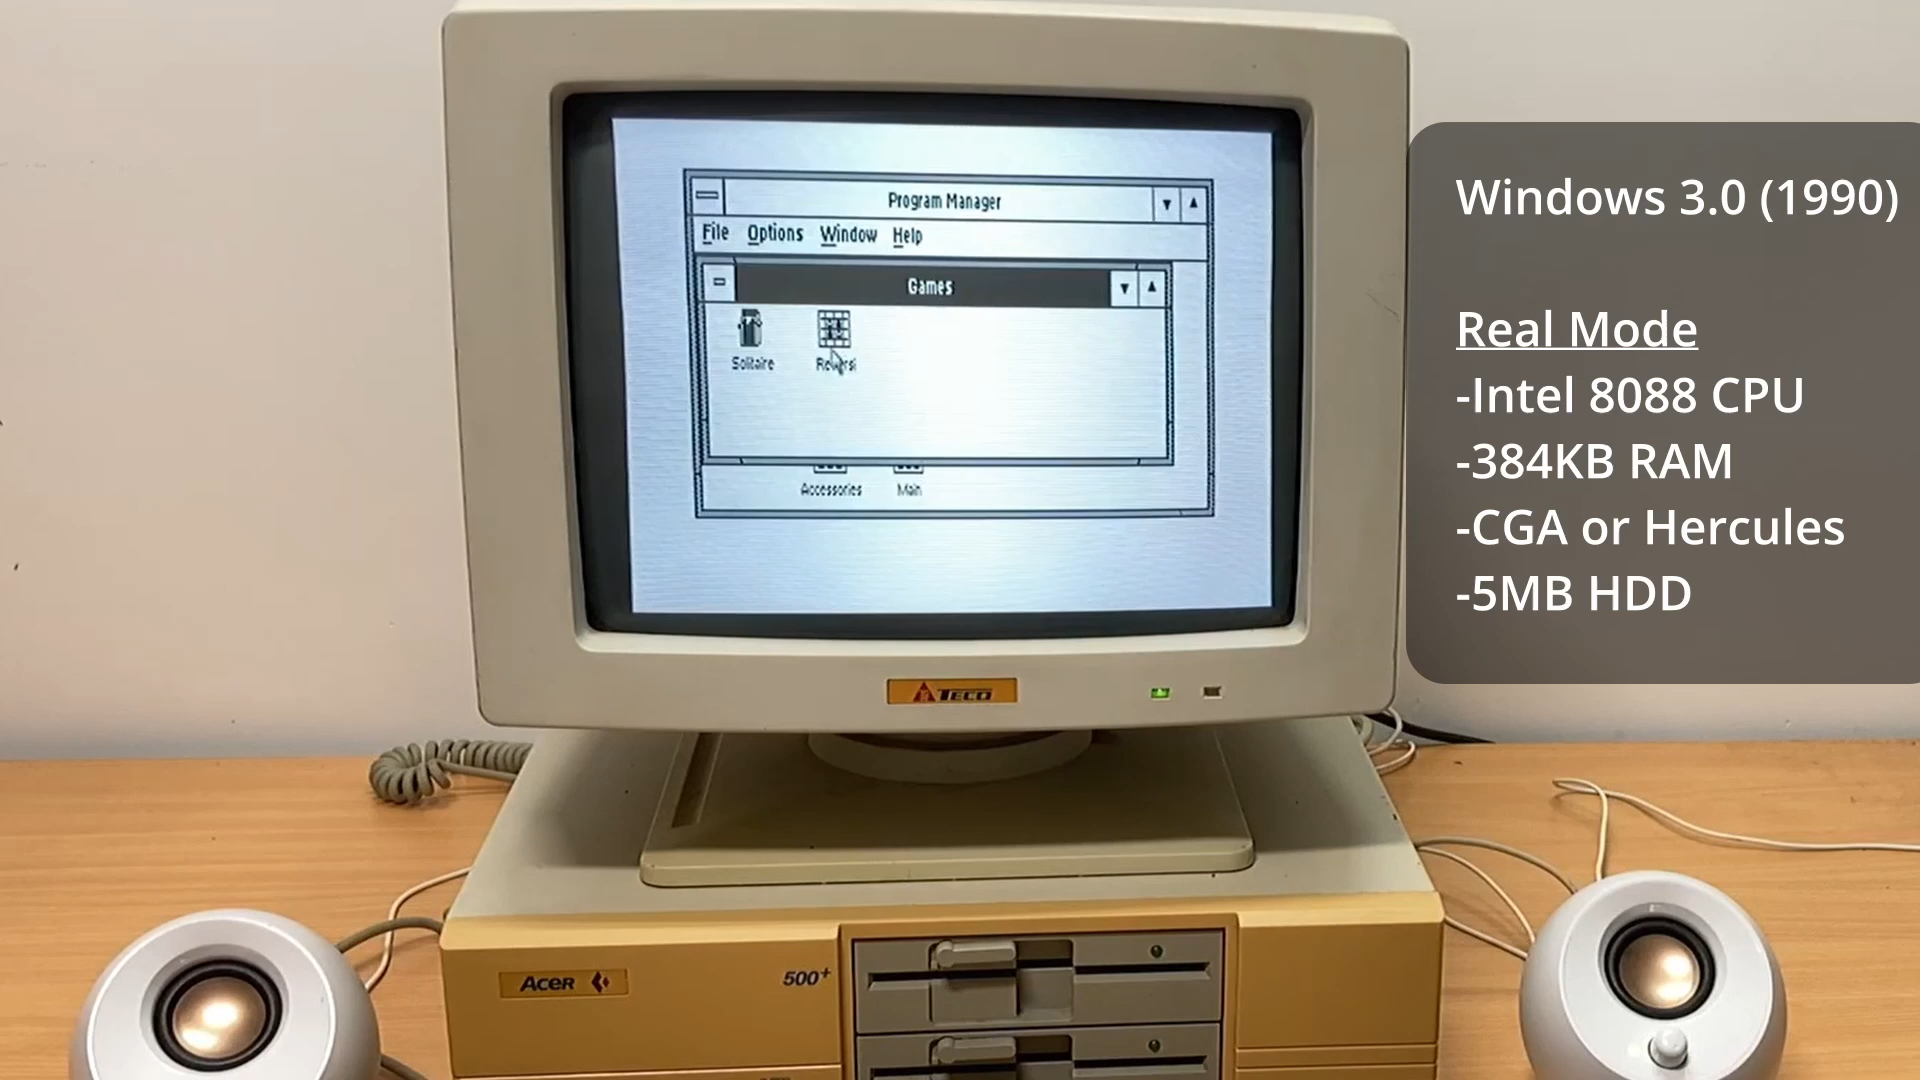 Program Manager
File Options Window Help
Games
Solitaire
Reversi
Accessories Main
TECO
ACER
500+
Windows 3.0 (1990)
Real Mode
-Intel 8088 CPU
-384KB RAM
-CGA or Hercules
-5MB HDD